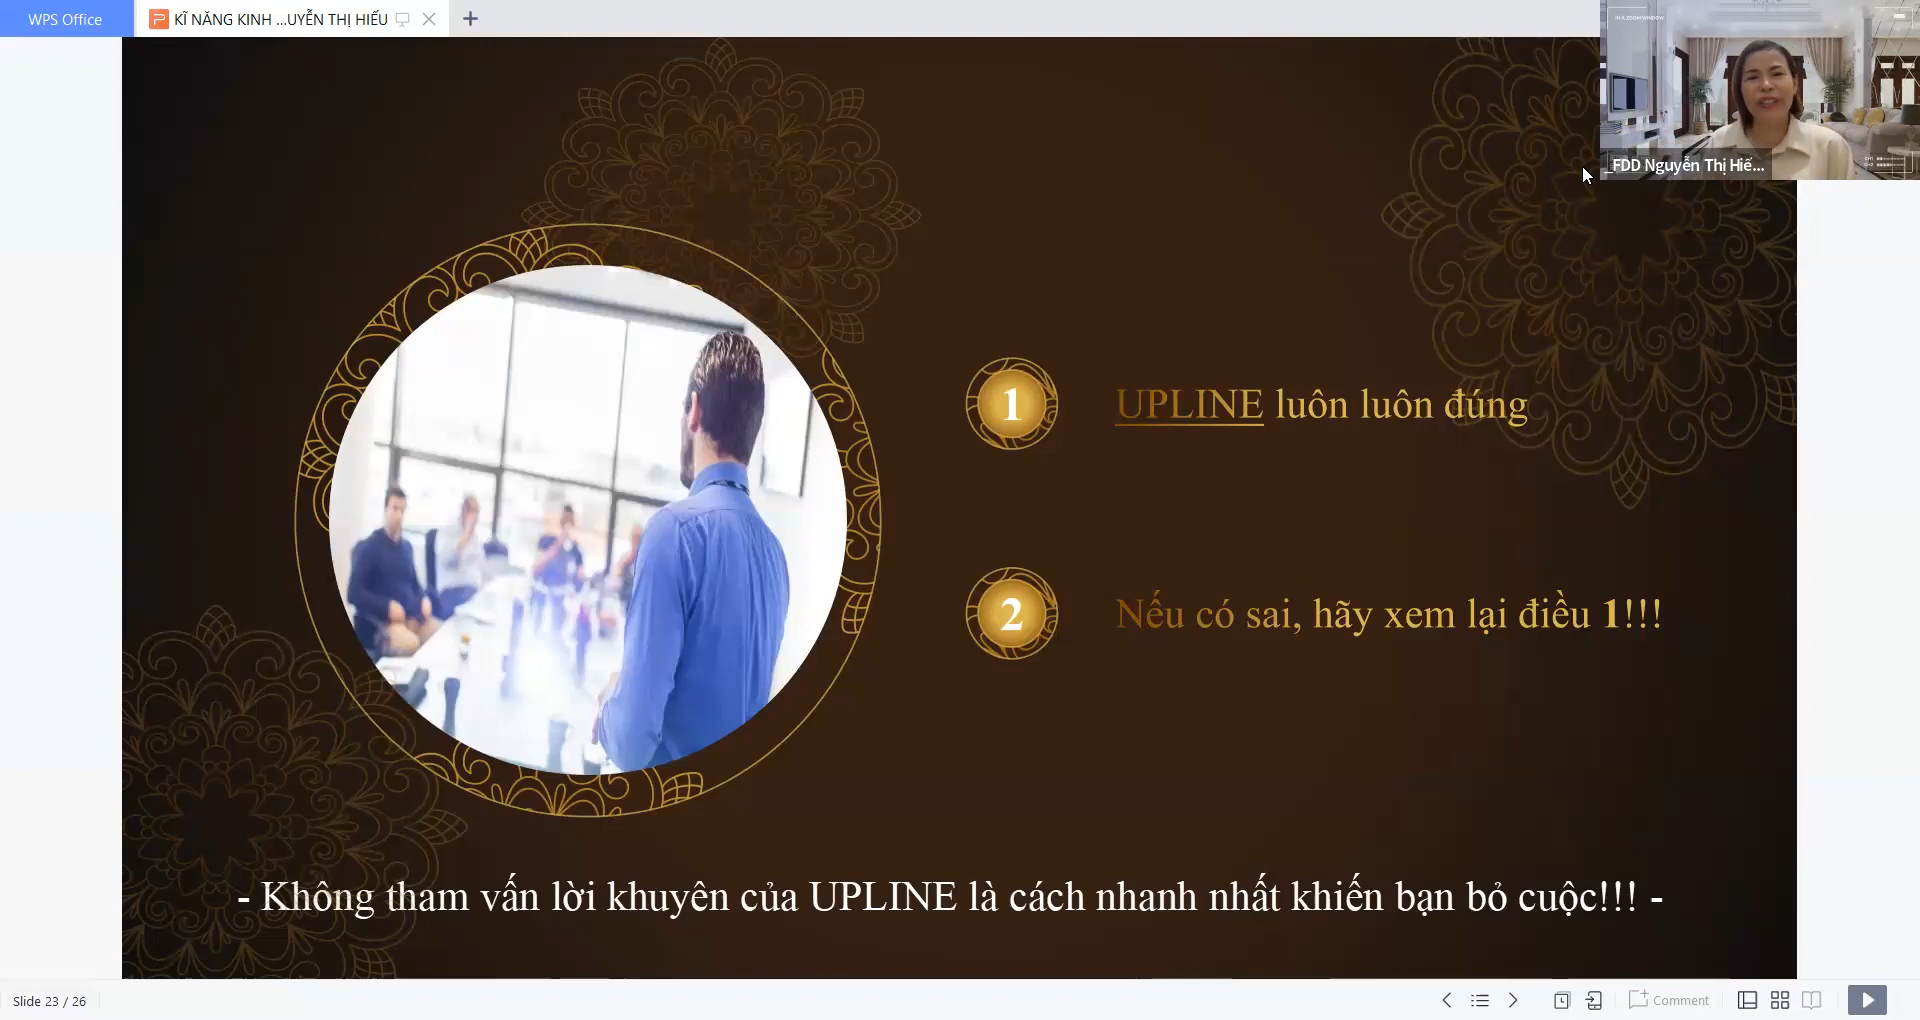 WPS Office
KĨ NĂNG KINH ...UYỄN THỊ HIẾU
_FDD Nguyễn Thị Hiế...
1
UPLINE luôn luôn đúng
2
Nếu có sai, hãy xem lại điều 1!!!
- Không tham vấn lời khuyên của UPLINE là cách nhanh nhất khiến bạn bỏ cuộc!!! -
Slide 23 / 26
Comment